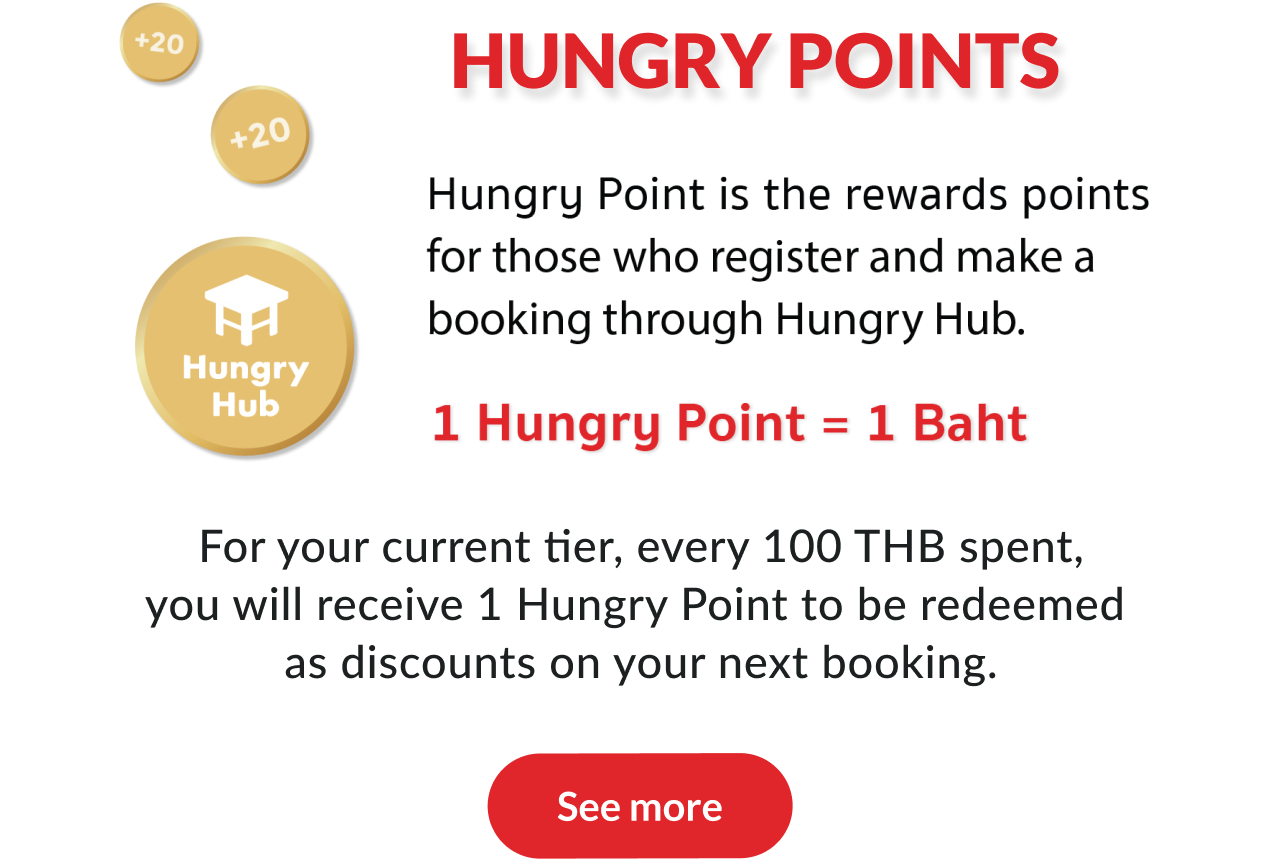 +20
HUNGRY POINTS
+20
Hungry Point is the rewards points
for those who register and make a
booking through Hungry Hub.
Hungry
Hub
1 Hungry Point = 1 Baht
For your current tier, every 100 THB spent,
you will receive 1 Hungry Point to be redeemed
as discounts on your next booking.
See more